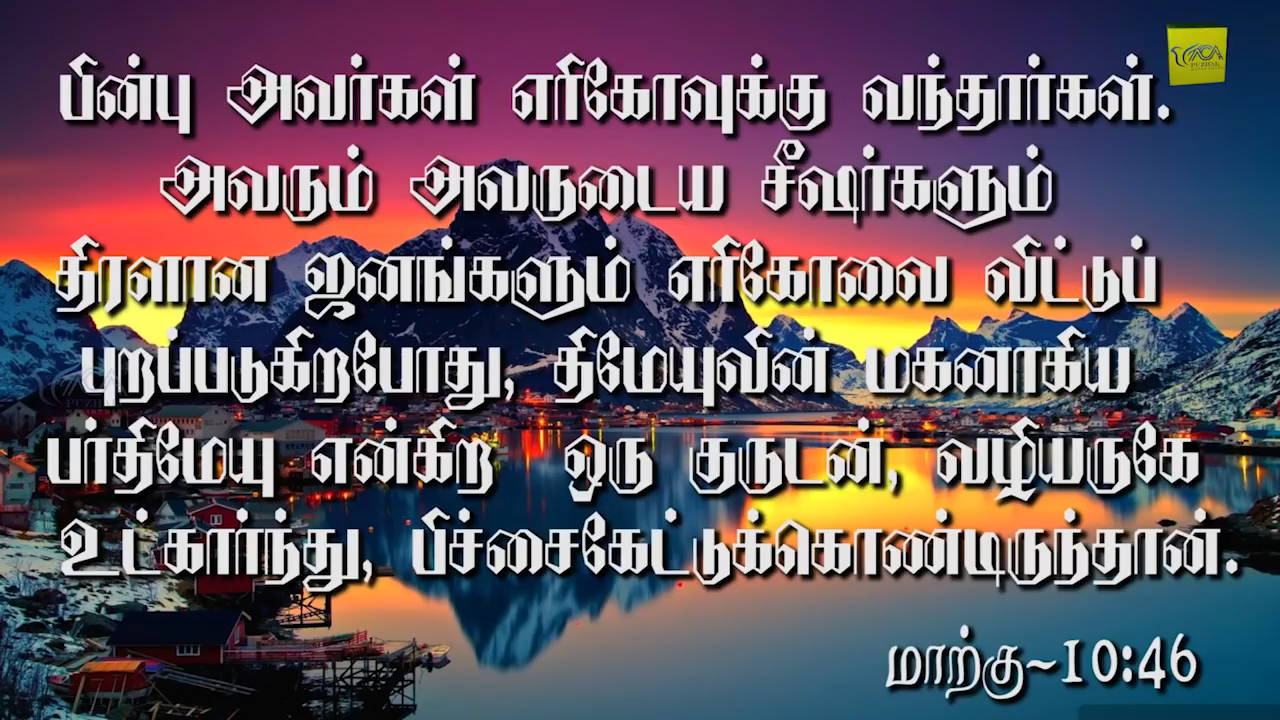 பின்பு அவர்கள் எரிகோவுக்கு வந்தார்கள்.
அவரும் அவருடைய சீஷர்களும்
திரளான ஜனங்களும் எரிகோவை விட்டுப்
புறப்படுகிறபோது, திமேயுவின் மகனாகிய
பர்திமேயு என்கிற ஒரு குருடன், வழியருகே
உட்கார்ந்து, பிச்சைகேட்டுக்கொண்டிருந்தான்.
மாற்கு~10:46